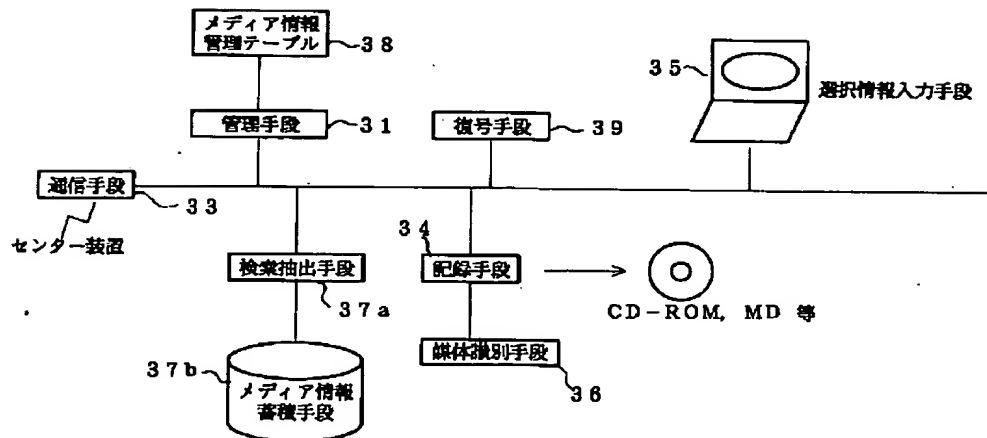 メディア情報
管理テーブル
38
管理手段
31
復号手段
39
35
選択情報入力手段
通信手段
33
センター装置
検索抽出手段
37a
34
記録手段
CD-ROM, MD 等
37b
メディア情報
蓄積手段
媒体識別手段
36